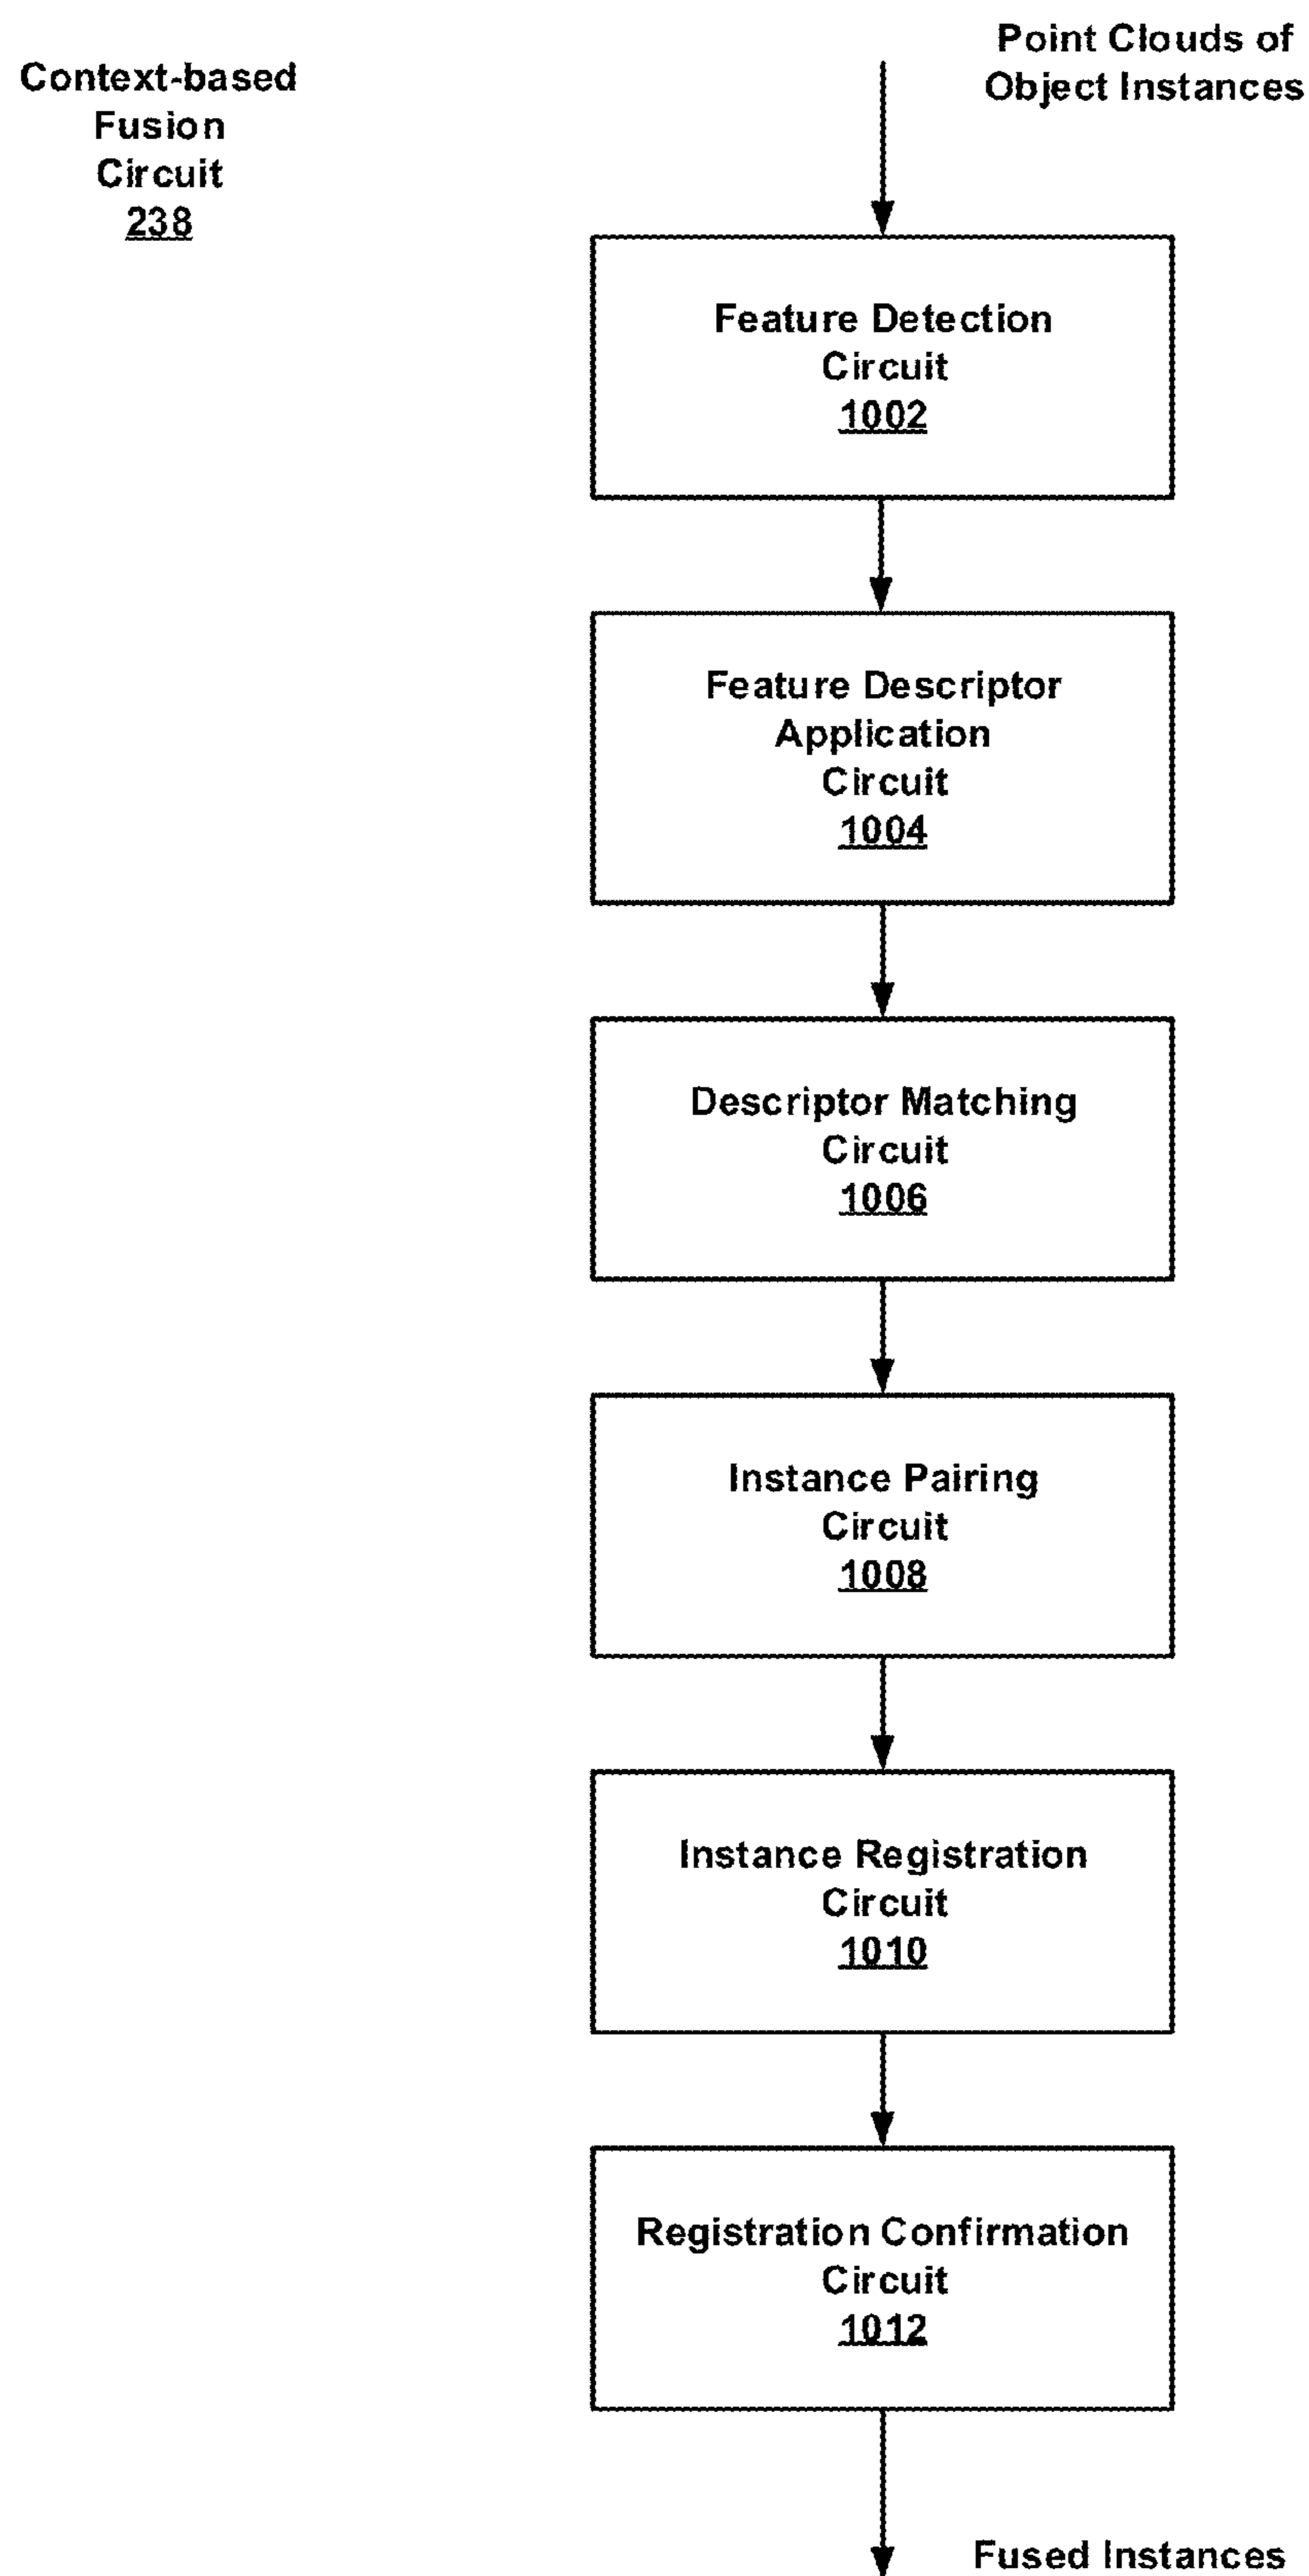 Context-based
Fusion
Circuit
238
Point Clouds of
Object Instances
Feature Detection
Circuit
1002
Feature Descriptor
Application
Circuit
1004
Descriptor Matching
Circuit
1006
Instance Pairing
Circuit
1008
Instance Registration
Circuit
1010
Registration Confirmation
Circuit
1012
Fused Instances